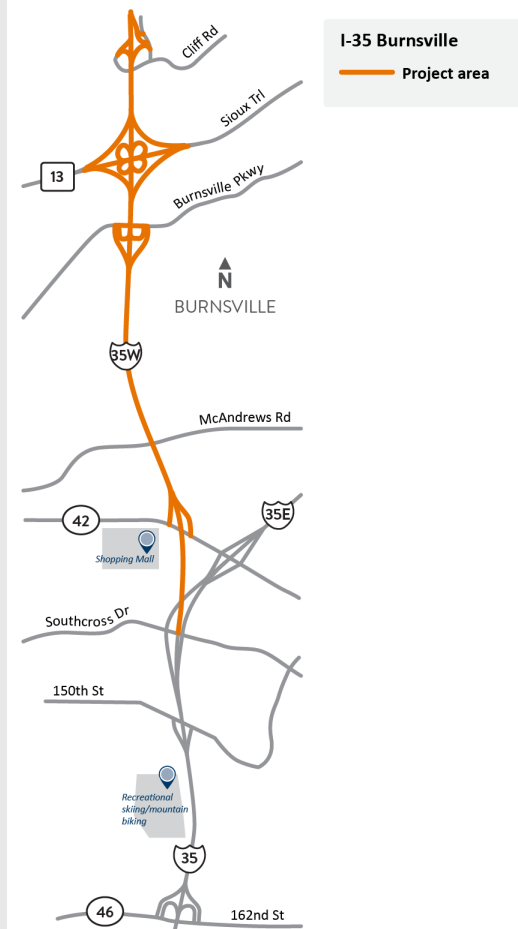 I-35 Burnsville
Project area
Cliff Rd
Sioux Trl
13
Burnsville Pkwy
N
BURNSVILLE
35W
McAndrews Rd
35E
42
Shopping Mall
Southcross Dr
150th St
Recreational
skiing/mountain
biking
35
46
162nd St